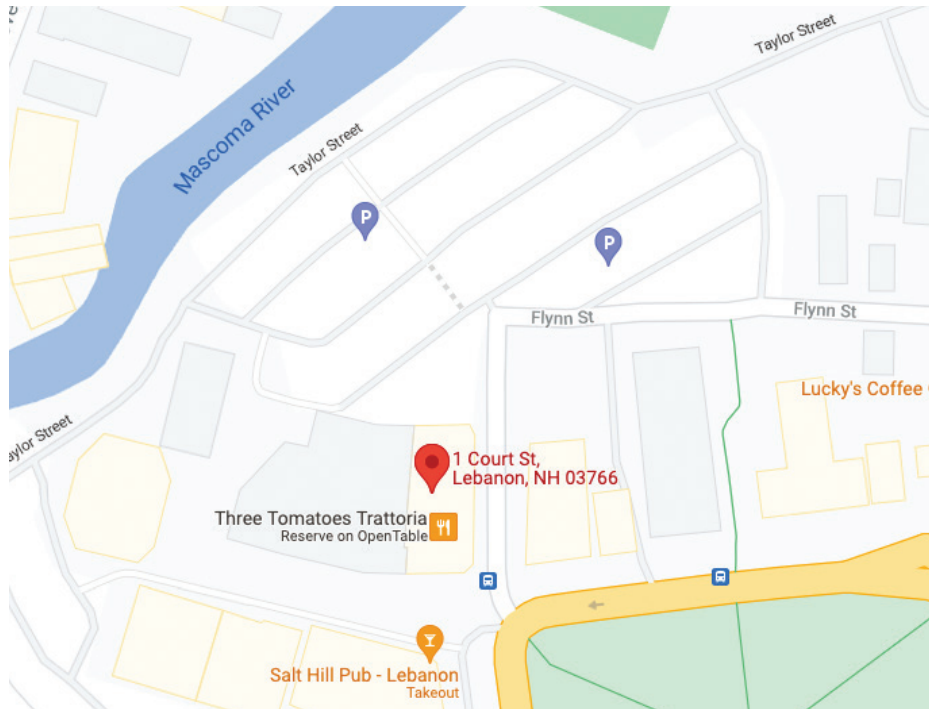 Taylor Street
Mascoma River
Taylor Street
P
P
Flynn St
Flynn St
Lucky's Coffee
aylor Street
1 Court St,
Lebanon, NH 03766
Three Tomatoes Trattoria
Reserve on OpenTable
Salt Hill Pub - Lebanon
Takeout